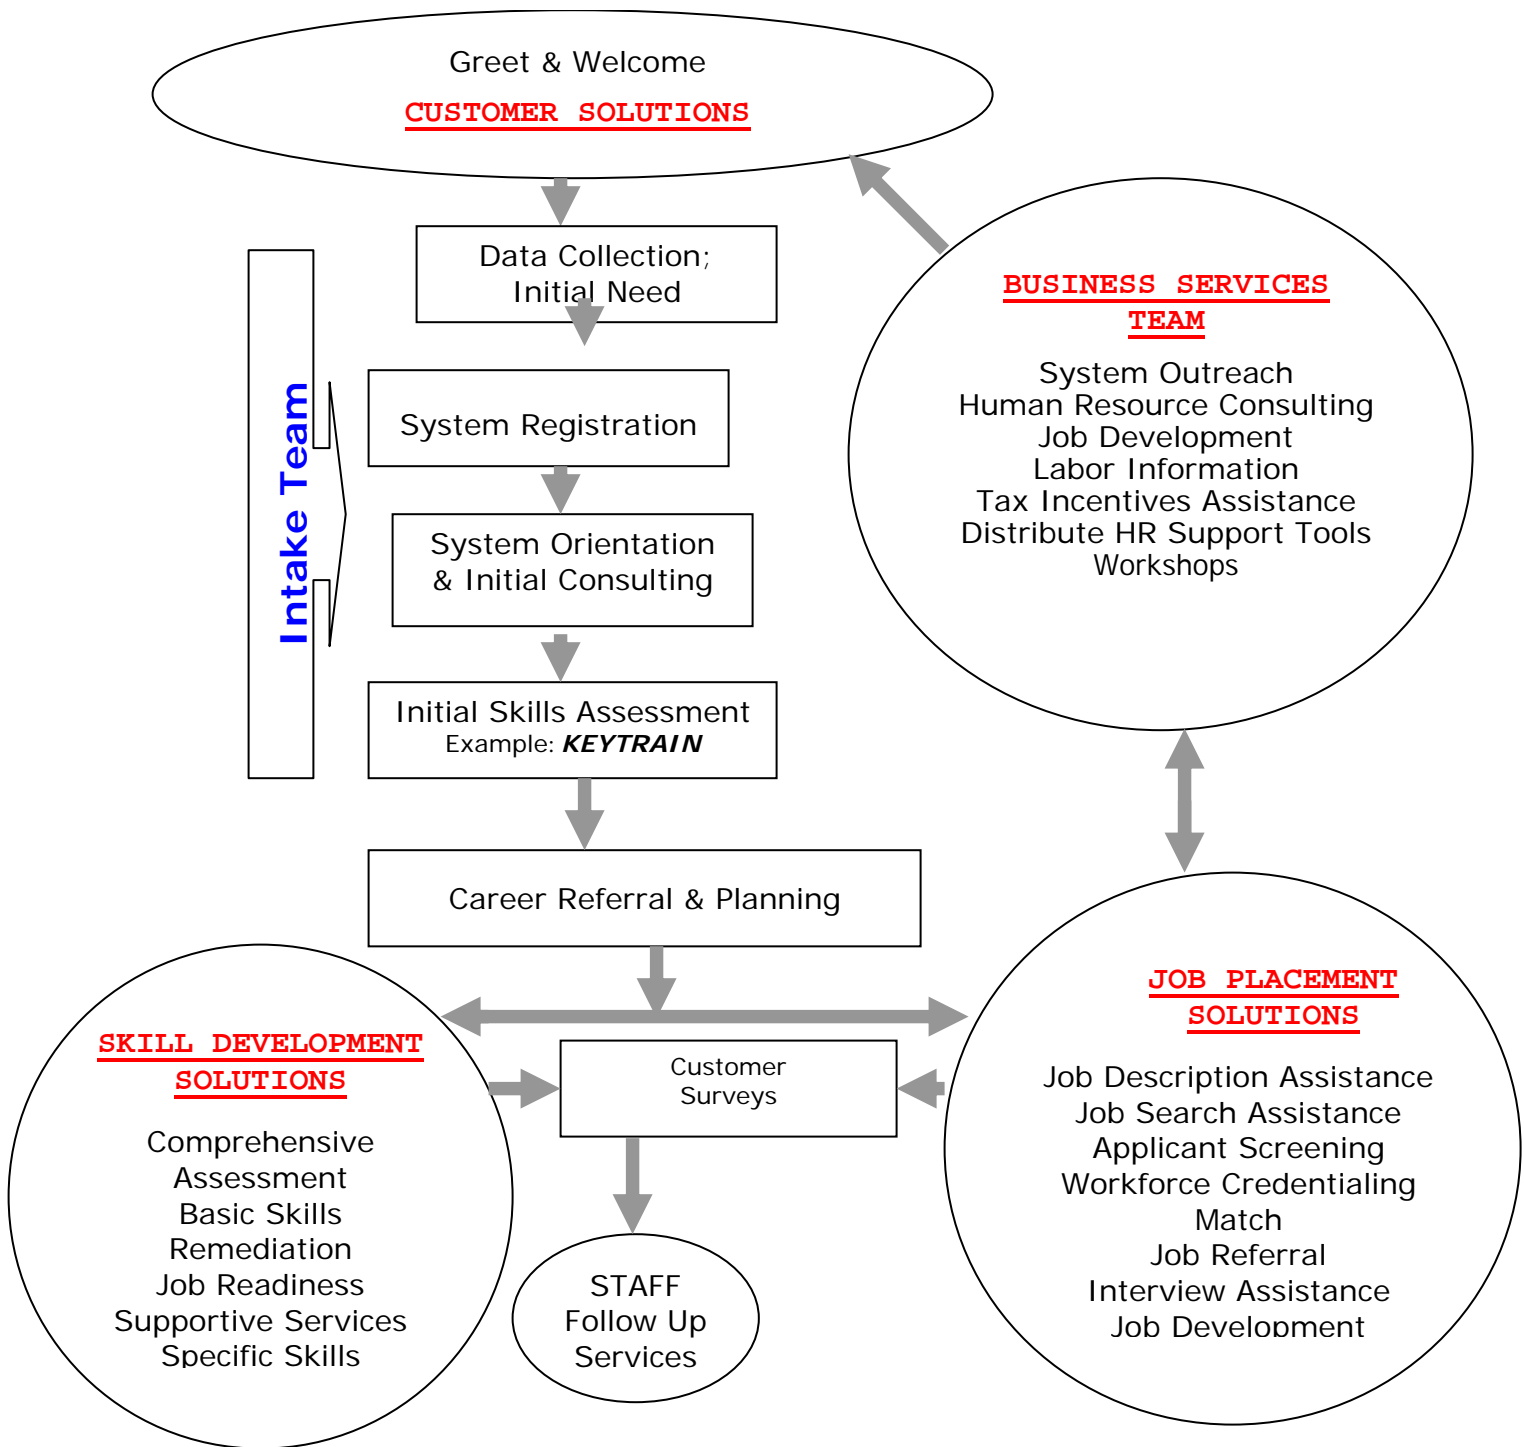 Greet & Welcome
CUSTOMER SOLUTIONS
Data Collection;
Initial Need
Intake Team
System Registration
System Orientation
& Initial Consulting
Initial Skills Assessment
Example: KEYTRAIN
Career Referral & Planning
BUSINESS SERVICES
TEAM
System Outreach
Human Resource Consulting
Job Development
Labor Information
Tax Incentives Assistance
Distribute HR Support Tools
Workshops
SKILL DEVELOPMENT
SOLUTIONS
Comprehensive
Assessment
Basic Skills
Remediation
Job Readiness
Supportive Services
Specific Skills
Customer
Surveys
STAFF
Follow Up
Services
JOB PLACEMENT
SOLUTIONS
Job Description Assistance
Job Search Assistance
Applicant Screening
Workforce Credentialing
Match
Job Referral
Interview Assistance
Job Development